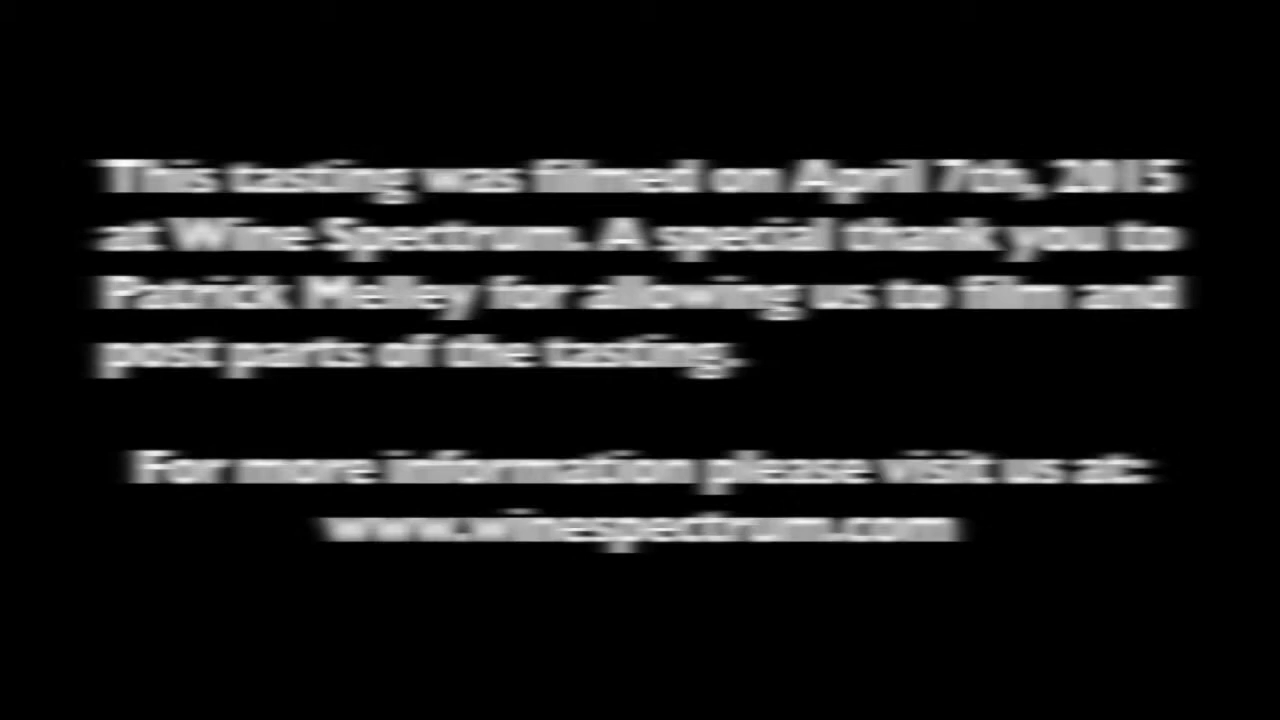 This tasting was filmed on April 7th, 2015
at Wine Spectrum. A special thank you to
Patrick Melley for allowing us to film and
post parts of the tasting.
For more information please visit us at:
www.winespectrum.com